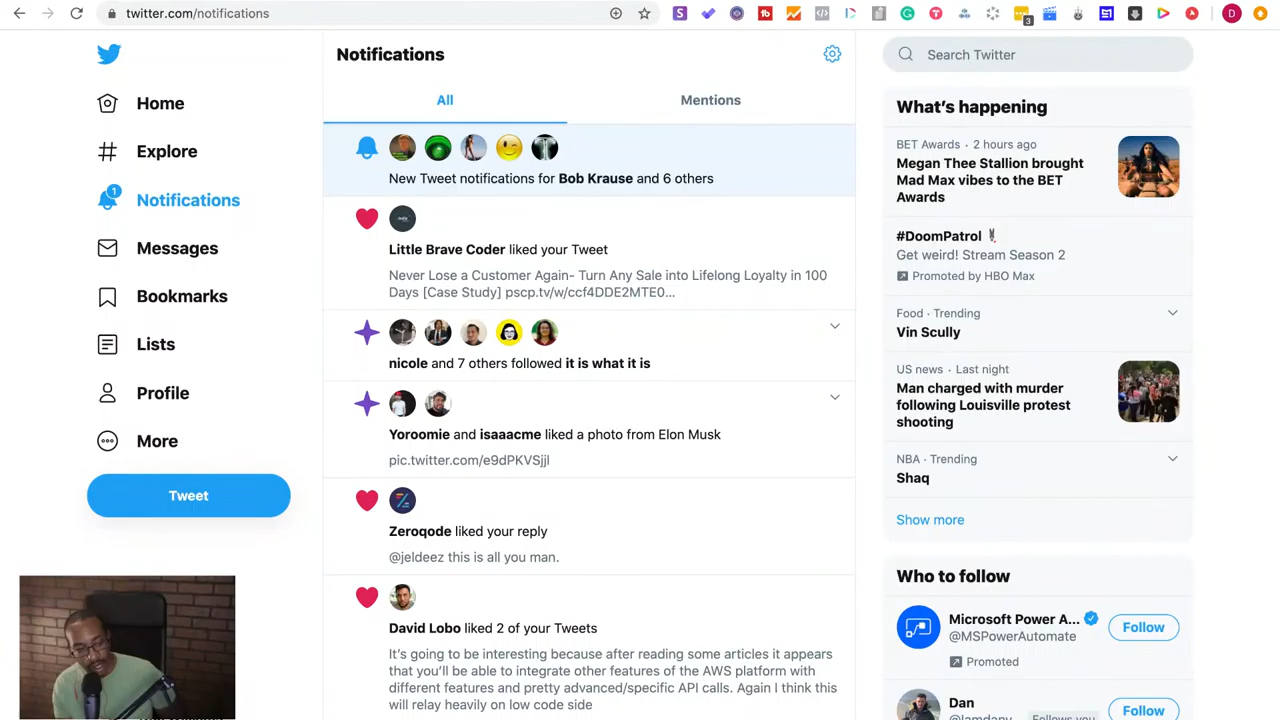 twitter.com/notifications
3
D
Home
Explore
1
Notifications
Messages
Bookmarks
Lists
Profile
More
Tweet
Notifications
All
Mentions
New Tweet notifications for Bob Krause and 6 others
Little Brave Coder liked your Tweet
Never Lose a Customer Again- Turn Any Sale into Lifelong Loyalty in 100
Days [Case Study] pscp.tv/w/ccf4DDE2MTE0...
nicole and 7 others followed it is what it is
Yoroomie and isaaacme liked a photo from Elon Musk
pic.twitter.com/e9dPKVSjjl
Zeroqode liked your reply
@jeldeez this is all you man.
David Lobo liked 2 of your Tweets
It's going to be interesting because after reading some articles it appears
that you'll be able to integrate other features of the AWS platform with
different features and pretty advanced/specific API calls. Again I think this
will relay heavily on low code side
Search Twitter
What's happening
BET Awards · 2 hours ago
Megan Thee Stallion brought
Mad Max vibes to the BET
Awards
#DoomPatrol
Get weird! Stream Season 2
Promoted by HBO Max
Food · Trending
Vin Scully
US news · Last night
Man charged with murder
following Louisville protest
shooting
NBA · Trending
Shaq
Show more
Who to follow
Microsoft Power A...
@MSPowerAutomate
Follow
Promoted
Dan
Follows you
Follow